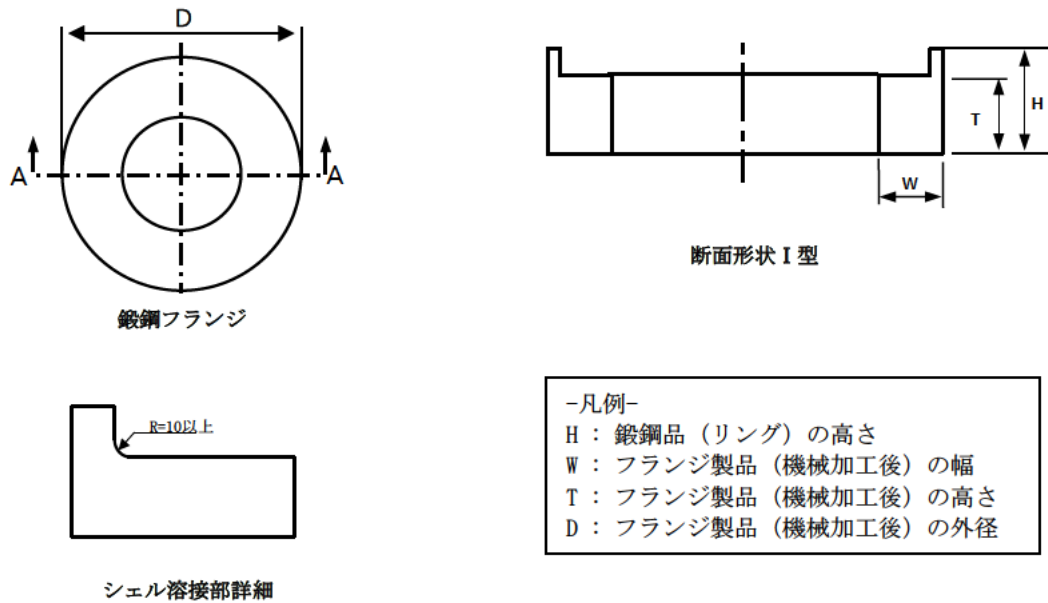 D
A
A
鍛鋼フランジ
H
T
W
断面形状Ⅰ型
R=10以上
シェル溶接部詳細
-凡例-
H : 鍛鋼品 (リング) の高さ
W : フランジ製品 (機械加工後) の幅
T : フランジ製品 (機械加工後) の高さ
D : フランジ製品 (機械加工後) の外径